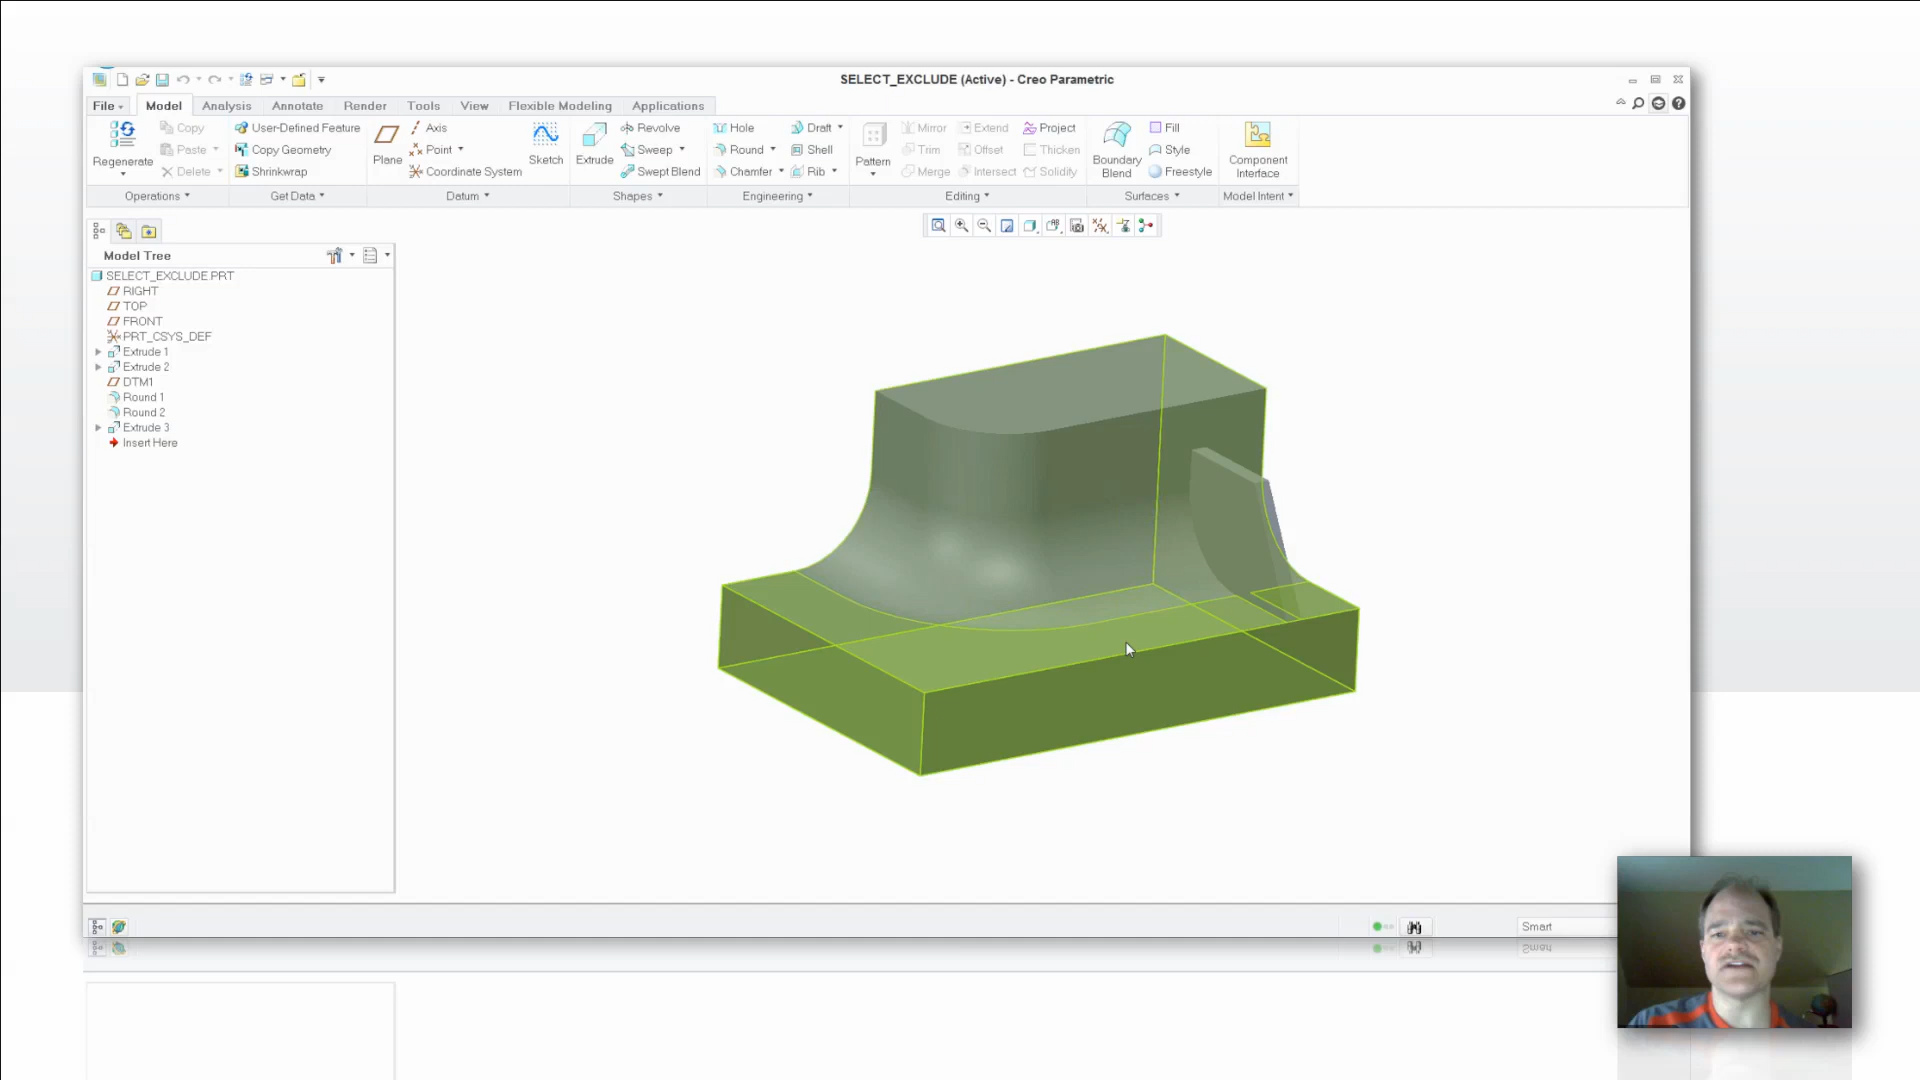 SELECT_EXCLUDE (Active) - Creo Parametric
File Model Analysis Annotate Render Tools View Flexible Modeling Applications
Regenerate
Copy
Paste
Delete
Operations
User-Defined Feature
Copy Geometry
Shrinkwrap
Get Data
Plane
Axis
Point
Coordinate System
Sketch
Datum
Extrude
Revolve
Sweep
Swept Blend
Shapes
Hole
Round
Chamfer
Draft
Shell
Rib
Engineering
Pattern
Mirror
Trim
Merge
Extend
Offset
Intersect
Project
Thicken
Solidify
Editing
Boundary
Blend
Fill
Style
Freestyle
Surfaces
Component
Interface
Model Intent
Model Tree
SELECT_EXCLUDE.PRT
RIGHT
TOP
FRONT
PRT_CSYS_DEF
Extrude 1
Extrude 2
DTM1
Round 1
Round 2
Extrude 3
Insert Here
Smart